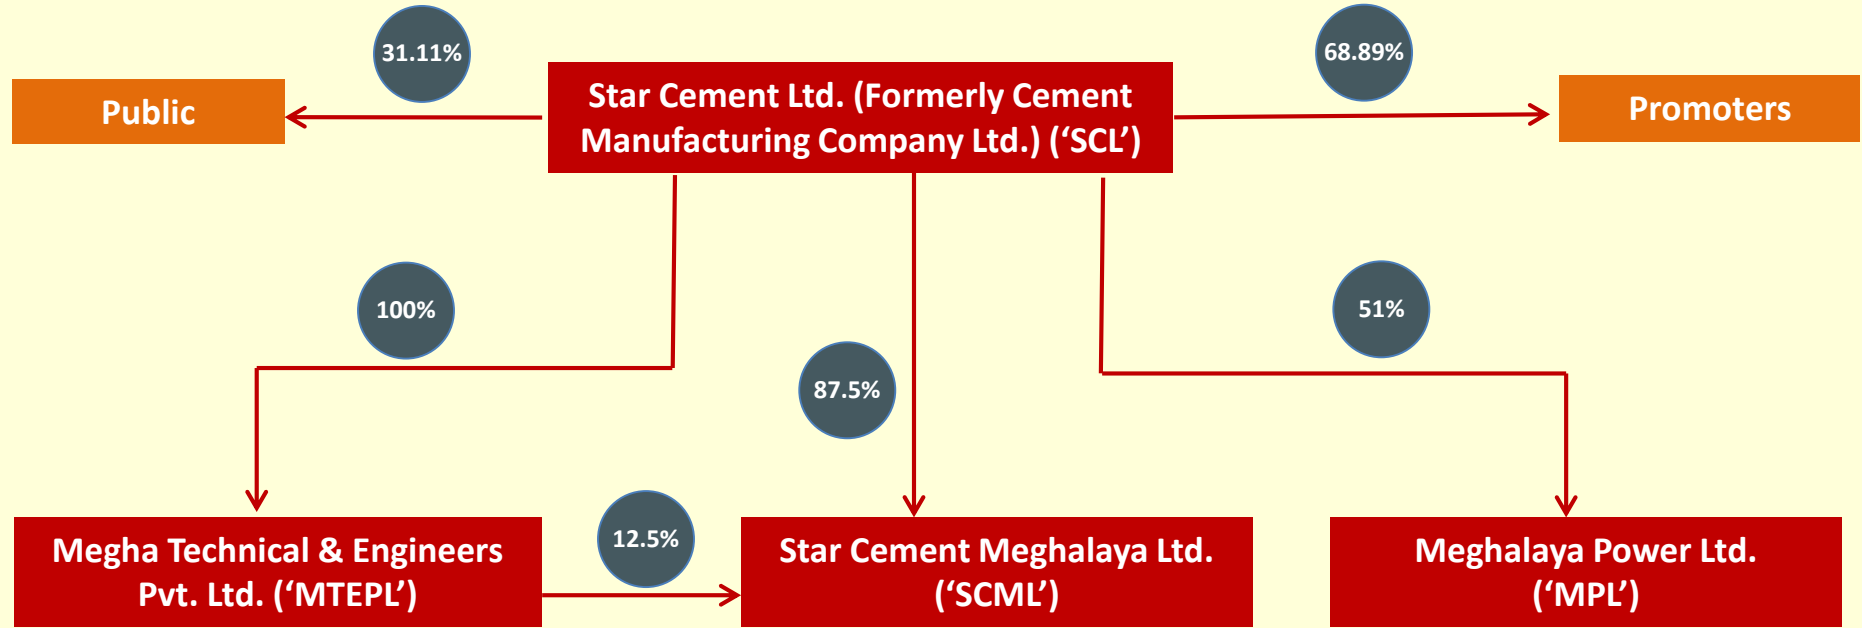 31.11%
68.89%
Public
Star Cement Ltd. (Formerly Cement
Manufacturing Company Ltd.) (‘SCL’)
Promoters
100%
51%
87.5%
12.5%
Megha Technical & Engineers
Pvt. Ltd. (‘MTEPL’)
Star Cement Meghalaya Ltd.
(‘SCML’)
Meghalaya Power Ltd.
(‘MPL’)